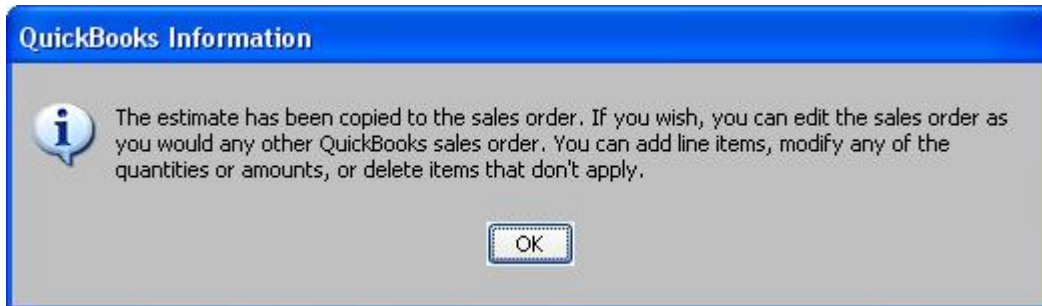 QuickBooks Information
The estimate has been copied to the sales order. If you wish, you can edit the sales order as
you would any other QuickBooks sales order. You can add line items, modify any of the
quantities or amounts, or delete items that don't apply.
OK